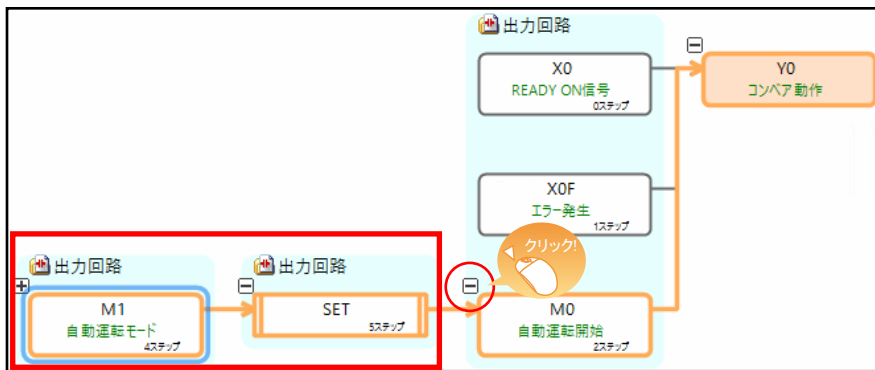 出力回路
X0
READY ON信号
0ステップ
Y0
コンベア動作
X0F
エラー発生
1ステップ
クリック!
出力回路
出力回路
M1
自動運転モード
4ステップ
SET
5ステップ
M0
自動運転開始
2ステップ